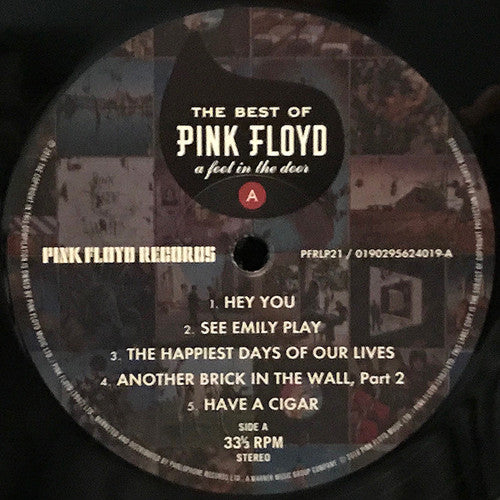 THE BEST OF
PINK FLOYD
a foot in the door
A
PINK FLOYD RECORDS
PFRLP21 / 0190295624019-A
1. HEY YOU
2. SEE EMILY PLAY
3. THE HAPPIEST DAYS OF OUR LIVES
4. ANOTHER BRICK IN THE WALL, Part 2
5. HAVE A CIGAR
SIDE A
33⅓ RPM
STEREO